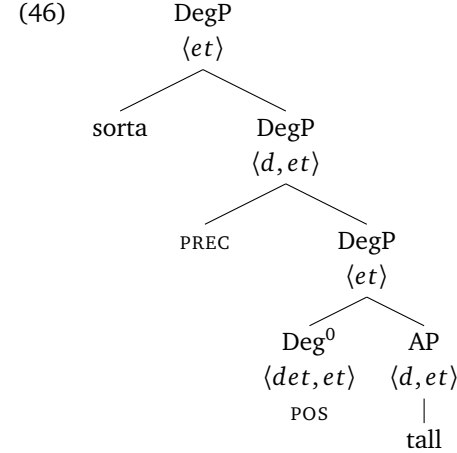 (46) DegP
⟨et⟩
sorta DegP
⟨d, et⟩
PREC DegP
⟨et⟩
Deg⁰ AP
⟨det, et⟩ ⟨d, et⟩
POS
tall